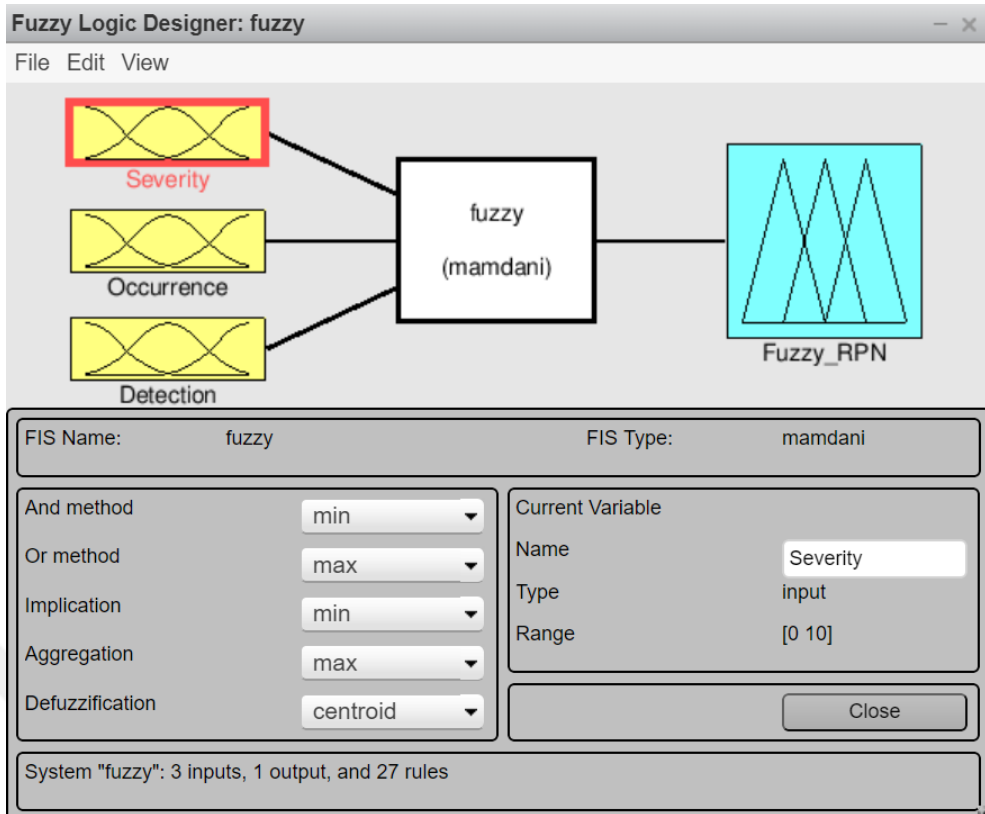 Fuzzy Logic Designer: fuzzy
File Edit View
Severity
Occurrence
Detection
fuzzy
(mamdani)
Fuzzy_RPN
FIS Name: fuzzy FIS Type: mamdani
And method min
Or method max
Implication min
Aggregation max
Defuzzification centroid
Current Variable
Name Severity
Type input
Range [0 10]
Close
System "fuzzy": 3 inputs, 1 output, and 27 rules